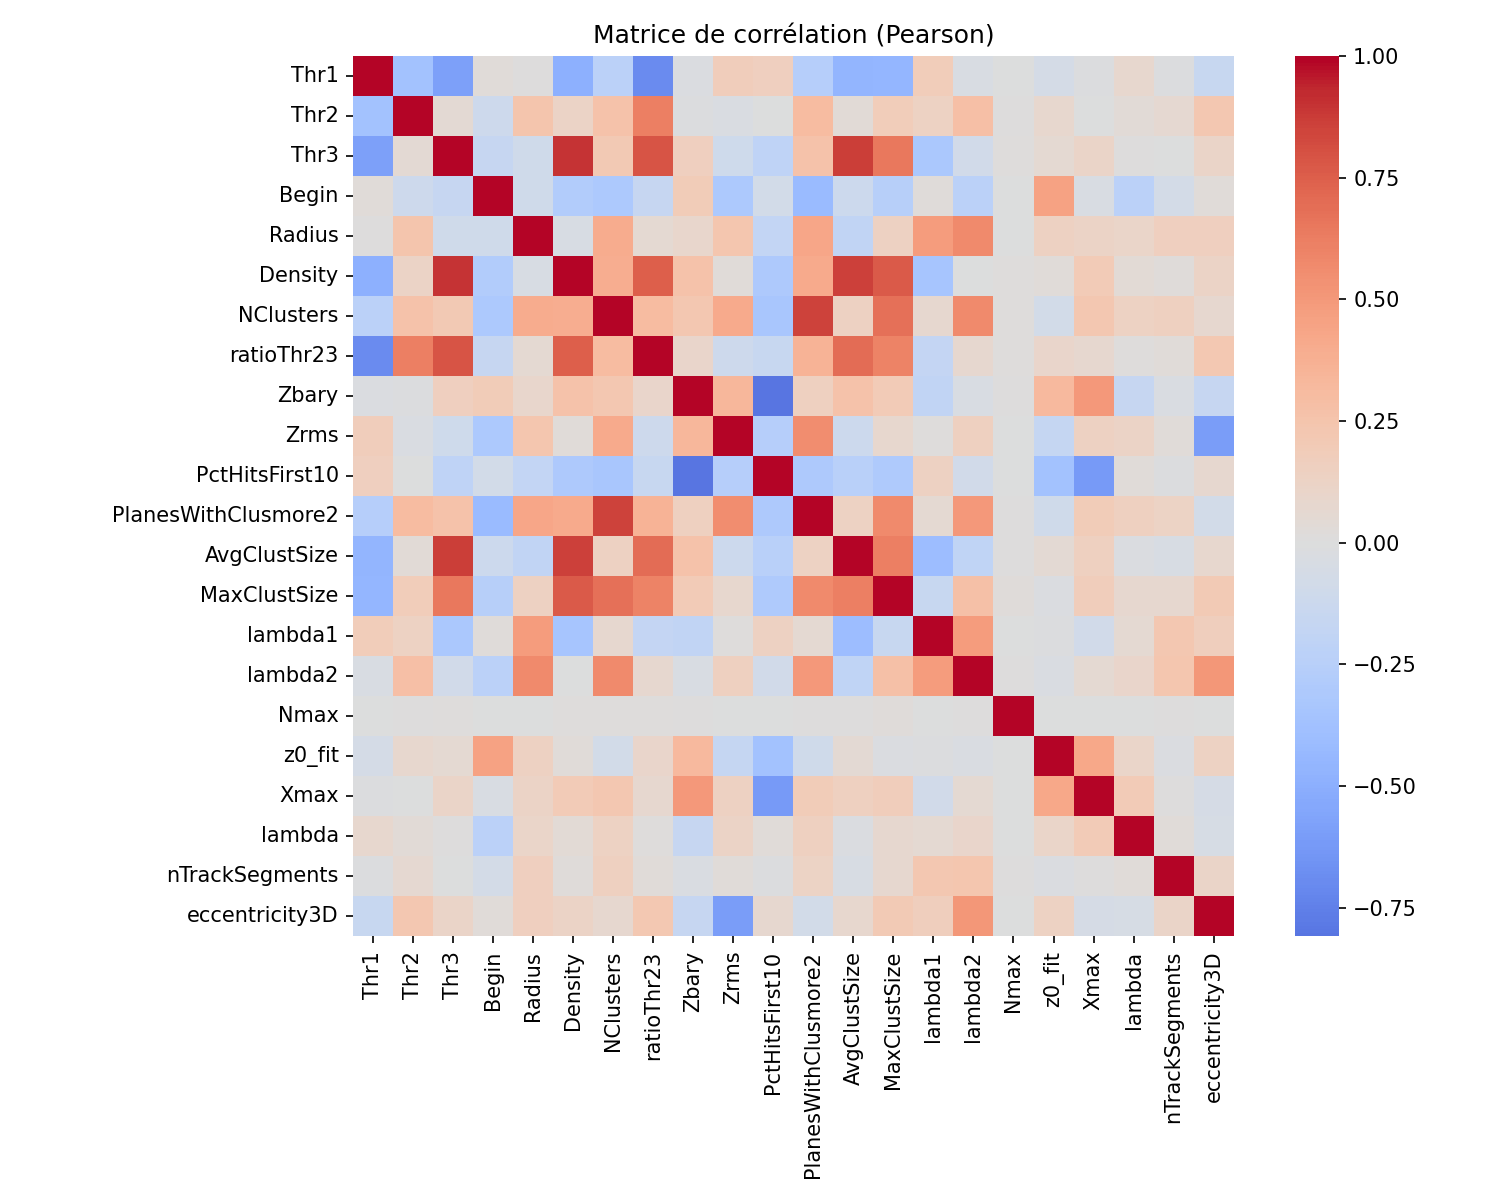 Matrice de corrélation (Pearson)
Thr1
Thr2
Thr3
Begin
Radius
Density
NClusters
ratioThr23
Zbary
Zrms
PctHitsFirst10
PlanesWithClusmore2
AvgClustSize
MaxClustSize
lambda1
lambda2
Nmax
z0_fit
Xmax
lambda
nTrackSegments
eccentricity3D
Thr1
Thr2
Thr3
Begin
Radius
Density
NClusters
ratioThr23
Zbary
Zrms
PctHitsFirst10
PlanesWithClusmore2
AvgClustSize
MaxClustSize
lambda1
lambda2
Nmax
z0_fit
Xmax
lambda
nTrackSegments
eccentricity3D
1.00
0.75
0.50
0.25
0.00
−0.25
−0.50
−0.75